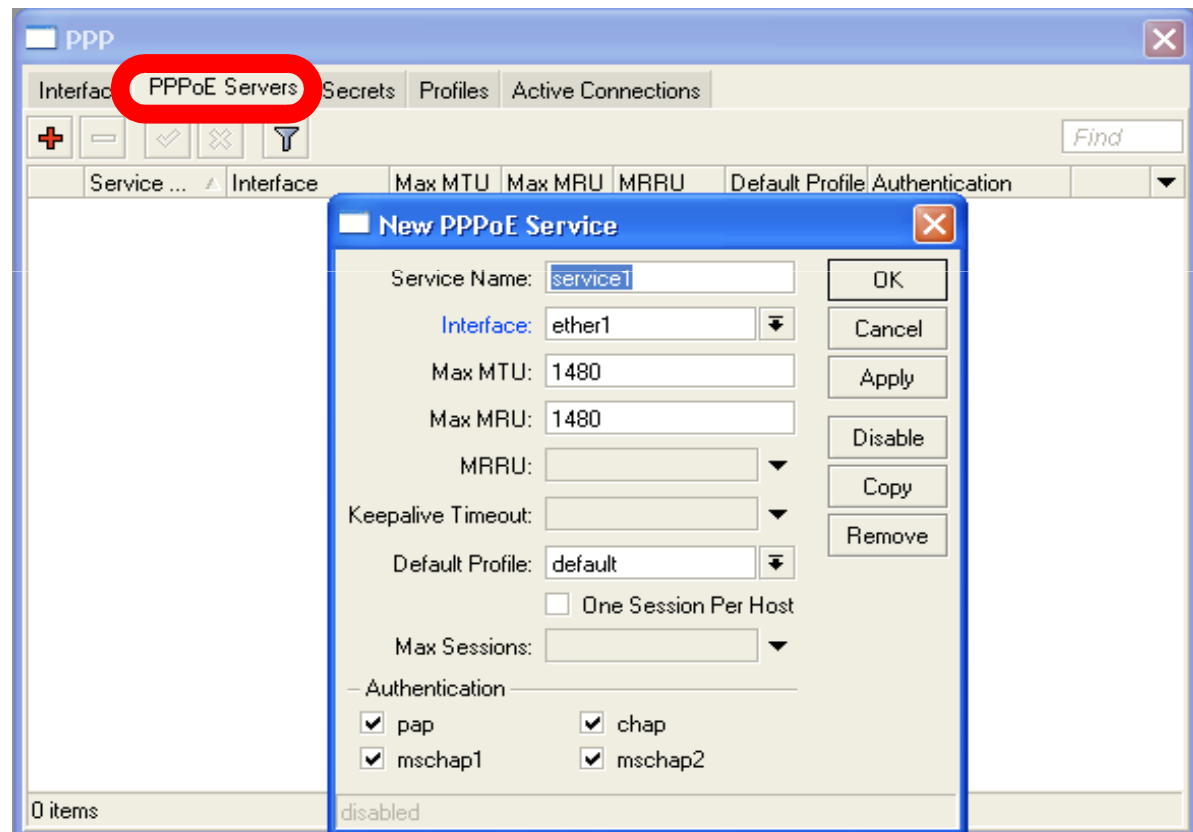 PPP
Interfac PPPoE Servers Secrets Profiles Active Connections
Find
Service ... Interface Max MTU Max MRU MRRU Default Profile Authentication
New PPPoE Service
Service Name: service1 OK
Interface: ether1 Cancel
Max MTU: 1480 Apply
Max MRU: 1480 Disable
MRRU: Copy
Keepalive Timeout: Remove
Default Profile: default
One Session Per Host
Max Sessions:
Authentication
pap chap
mschap1 mschap2
0 items disabled